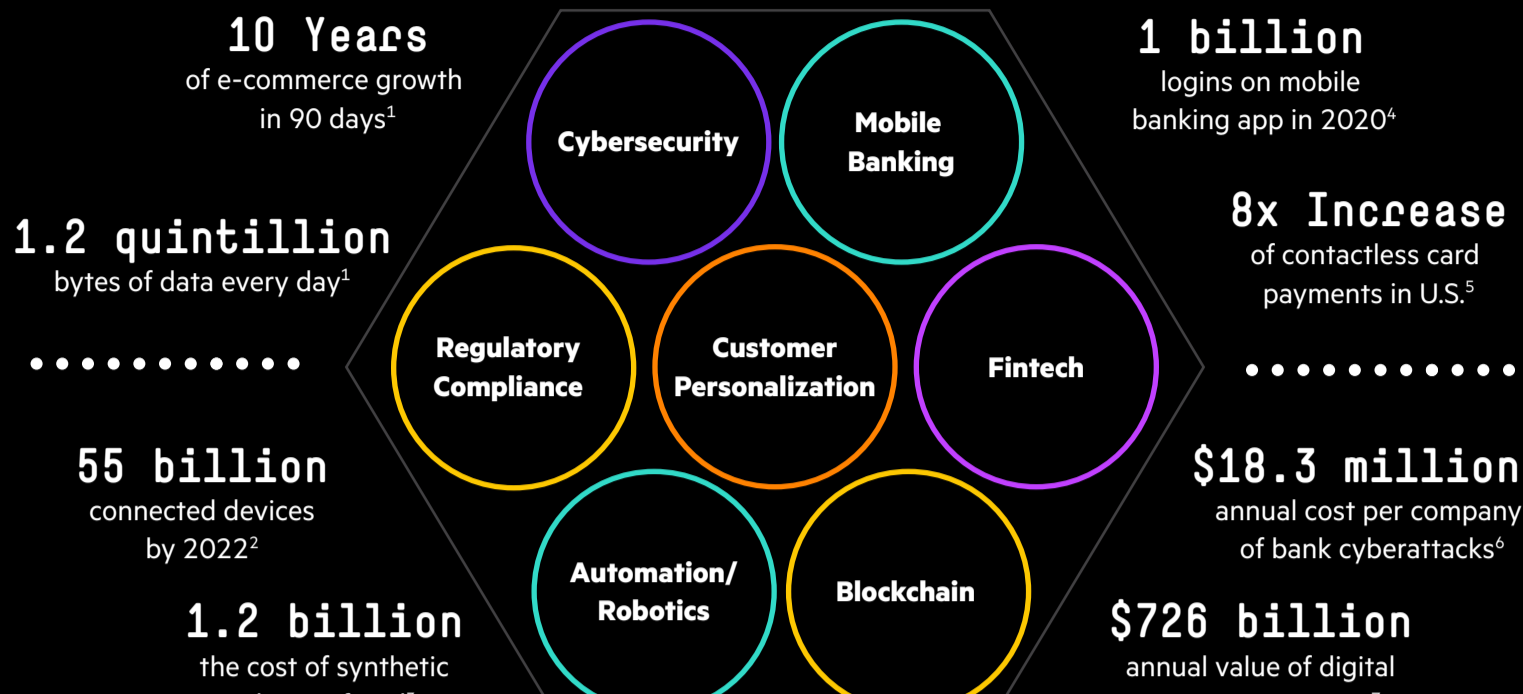 10 Years
of e-commerce growth
in 90 days¹
1.2 quintillion
bytes of data every day¹
55 billion
connected devices
by 2022²
1.2 billion
the cost of synthetic
Cybersecurity
Mobile
Banking
Regulatory
Compliance
Customer
Personalization
Fintech
Automation/
Robotics
Blockchain
1 billion
logins on mobile
banking app in 2020⁴
8x Increase
of contactless card
payments in U.S.⁵
$18.3 million
annual cost per company
of bank cyberattacks⁶
$726 billion
annual value of digital